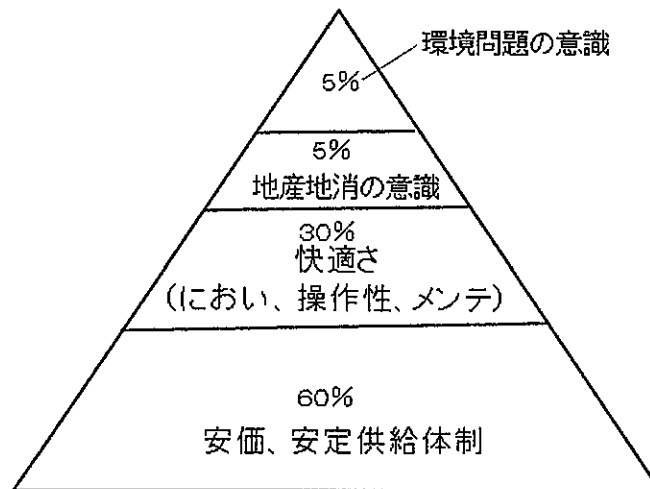 環境問題の意識
5%
5%
地産地消の意識
30%
快適さ
(におい、操作性、メンテ)
60%
安価、安定供給体制